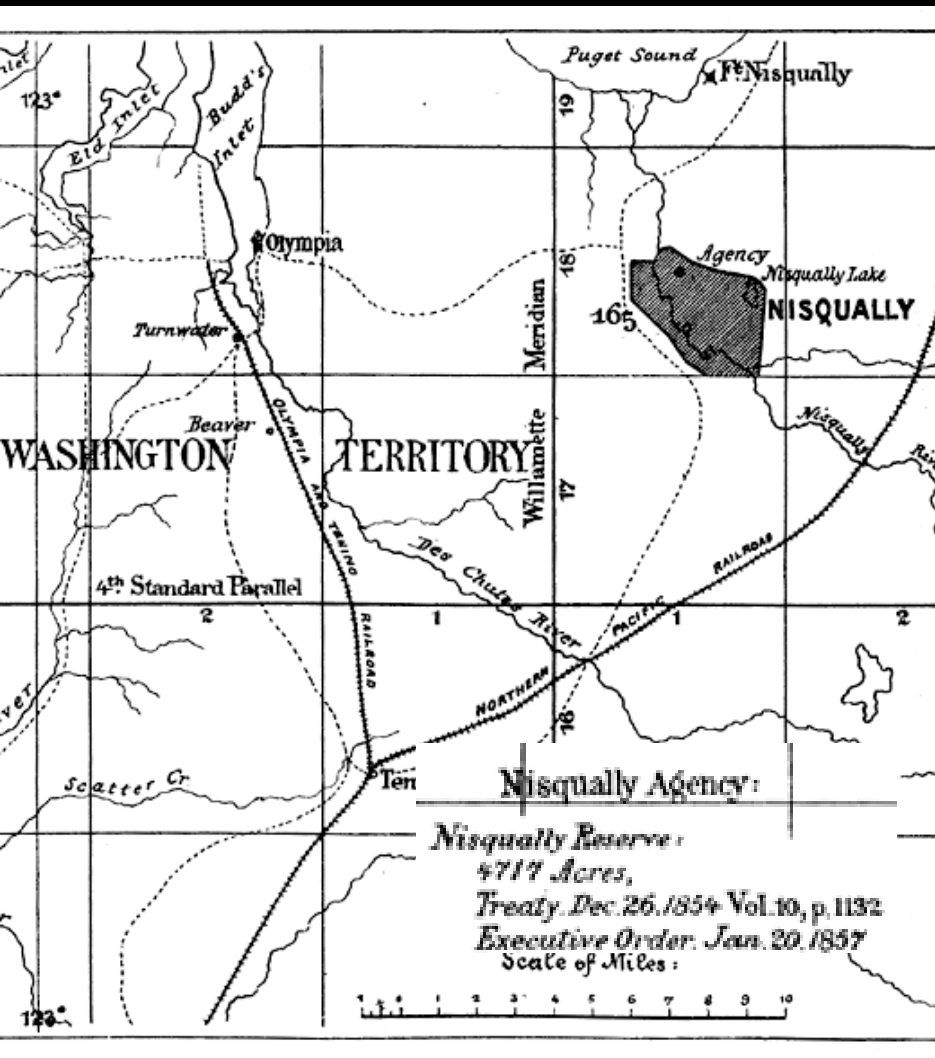 Puget Sound
Ft. Nisqually
Inlet
123°
Eld Inlet
Budd's
Inlet
19
Olympia
18
Agency
Nisqually Lake
165
NISQUALLY
Turnwater
Meridian
Beaver
OLYMPIA
AND TENINO
RAILROAD
Nisqually
WASHINGTON TERRITORY
Willamette
17
Des Chutes River
4th. Standard Parallel
2
1
1
2
NORTHERN PACIFIC RAILROAD
16
ver
Scatter Cr.
Ten
Nisqually Agency:
Nisqually Reserve:
4717 Acres,
Treaty. Dec. 26. 1854 Vol. 10, p. 1132
Executive Order. Jan. 20. 1857
Scale of Miles:
1 0 1 2 3 4 5 6 7 8 9 10
123°